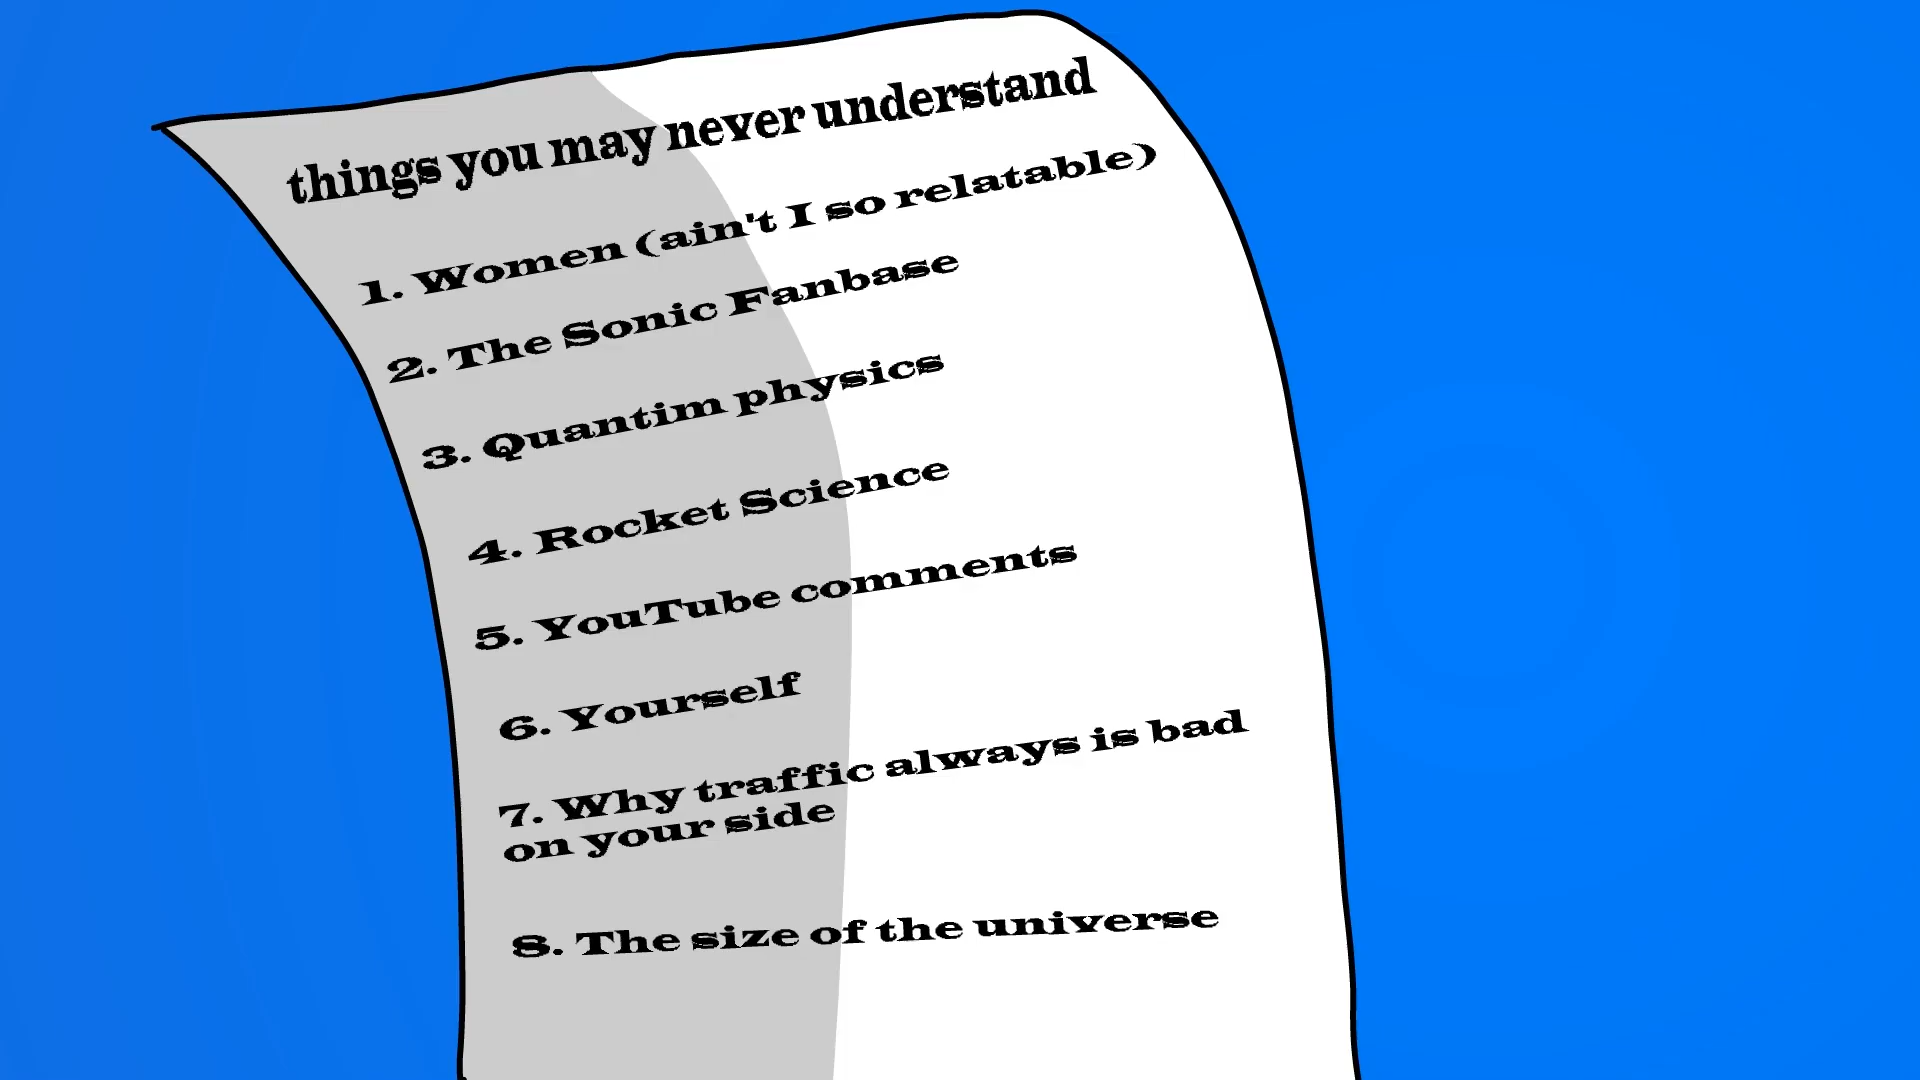 things you may never understand
1. Women (ain't I so relatable)
2. The Sonic Fanbase
3. Quantim physics
4. Rocket Science
5. YouTube comments
6. Yourself
7. Why traffic always is bad
on your side
8. The size of the universe